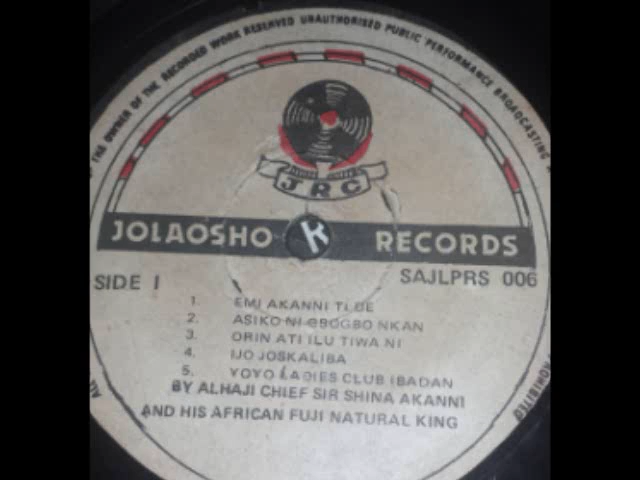 THE OWNER OF THE RECORDED WORK RESERVED UNAUTHORISED PUBLIC PERFORMANCE BROADCASTING
JRC
JOLAOSHO K RECORDS
SIDE 1
SAJLPRS 006
1. EMI AKANNI TI DE
2. ASIKO NI GBOGBO NKAN
3. ORIN ATI ILU TIWA NI
4. IJO JOSKALIBA
5. YOYO LADIES CLUB IBADAN
BY ALHAJI CHIEF SIR SHINA AKANNI
AND HIS AFRICAN FUJI NATURAL KING
PROHIBITED